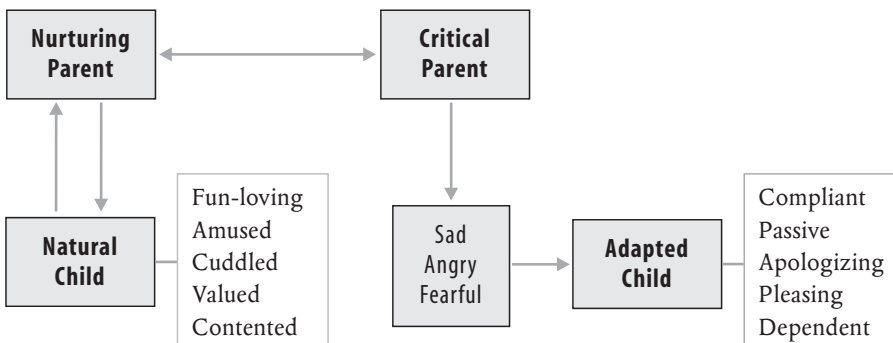 Nurturing
Parent
Critical
Parent
Natural
Child
Fun-loving
Amused
Cuddled
Valued
Contented
Sad
Angry
Fearful
Adapted
Child
Compliant
Passive
Apologizing
Pleasing
Dependent